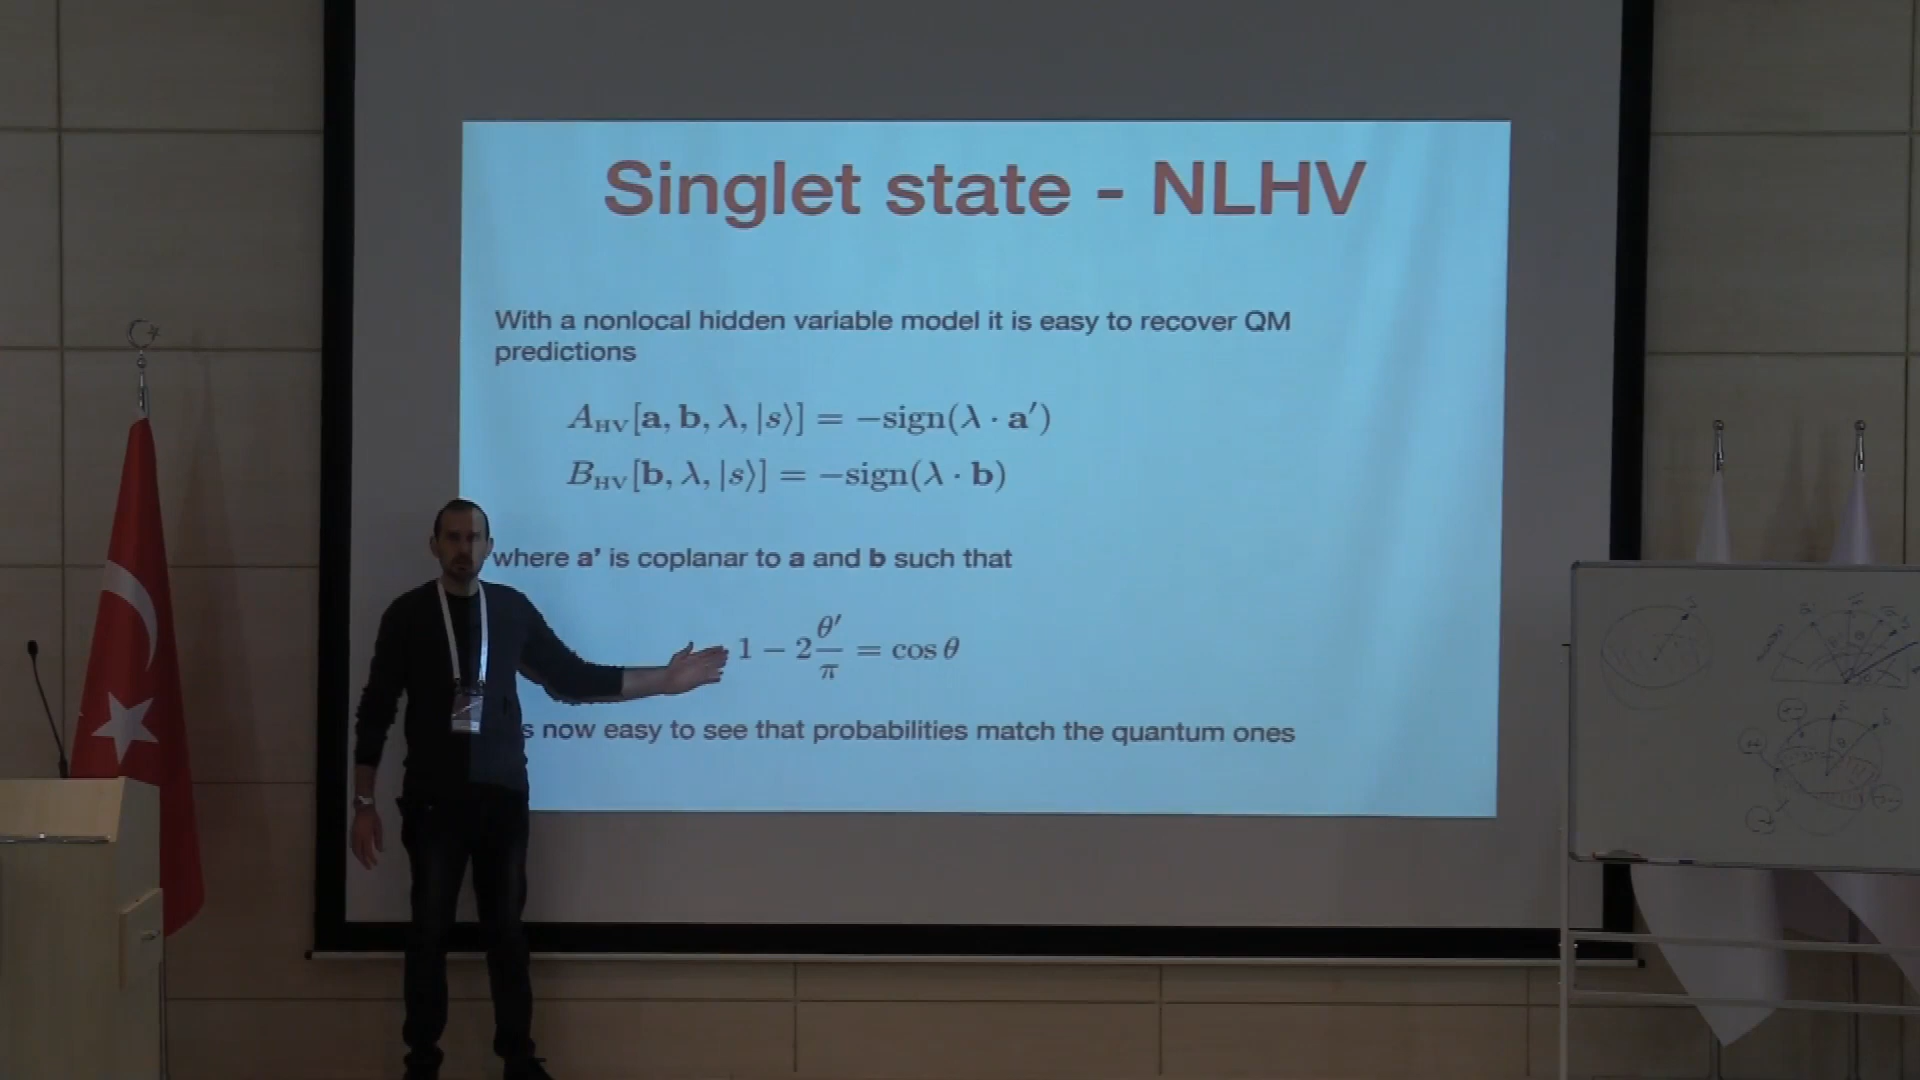 Singlet state - NLHV
With a nonlocal hidden variable model it is easy to recover QM
predictions
A_HV[a, b, λ, |s⟩] = −sign(λ · a′)
B_HV[b, λ, |s⟩] = −sign(λ · b)
where a' is coplanar to a and b such that
1 − 2 θ′/π = cos θ
s now easy to see that probabilities match the quantum ones